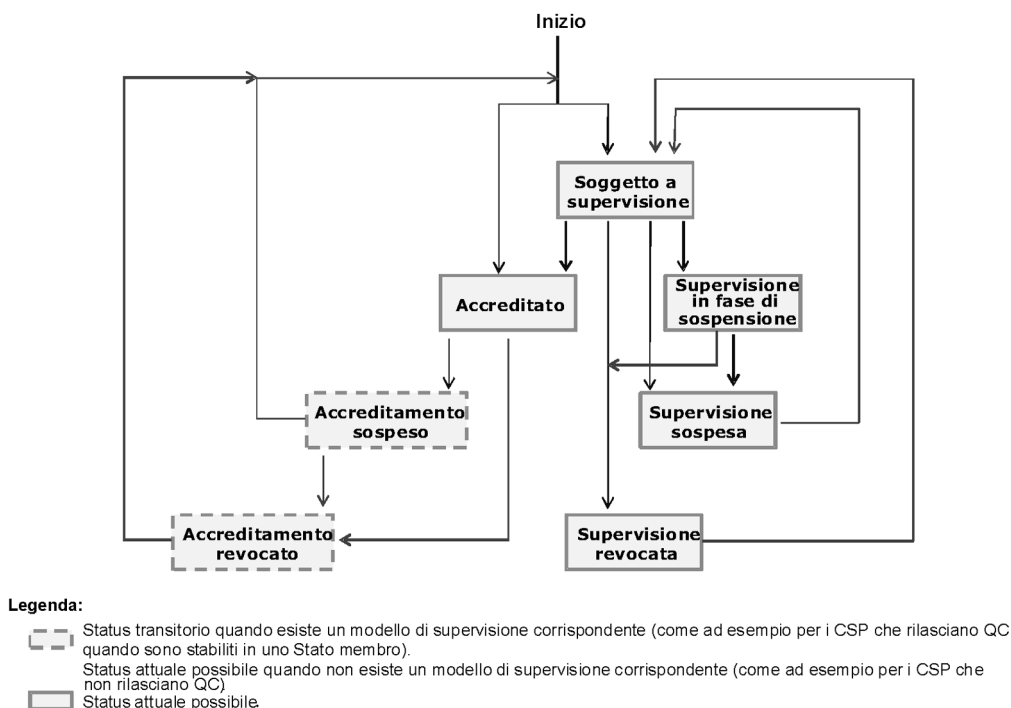 Inizio
Soggetto a
supervisione
Accreditato
Supervisione
in fase di
sospensione
Accreditamento
sospeso
Supervisione
sospesa
Accreditamento
revocato
Supervisione
revocata
Legenda:
Status transitorio quando esiste un modello di supervisione corrispondente (come ad esempio per i CSP che rilasciano QC
quando sono stabiliti in uno Stato membro).
Status attuale possibile quando non esiste un modello di supervisione corrispondente (come ad esempio per i CSP che
non rilasciano QC)
Status attuale possibile.